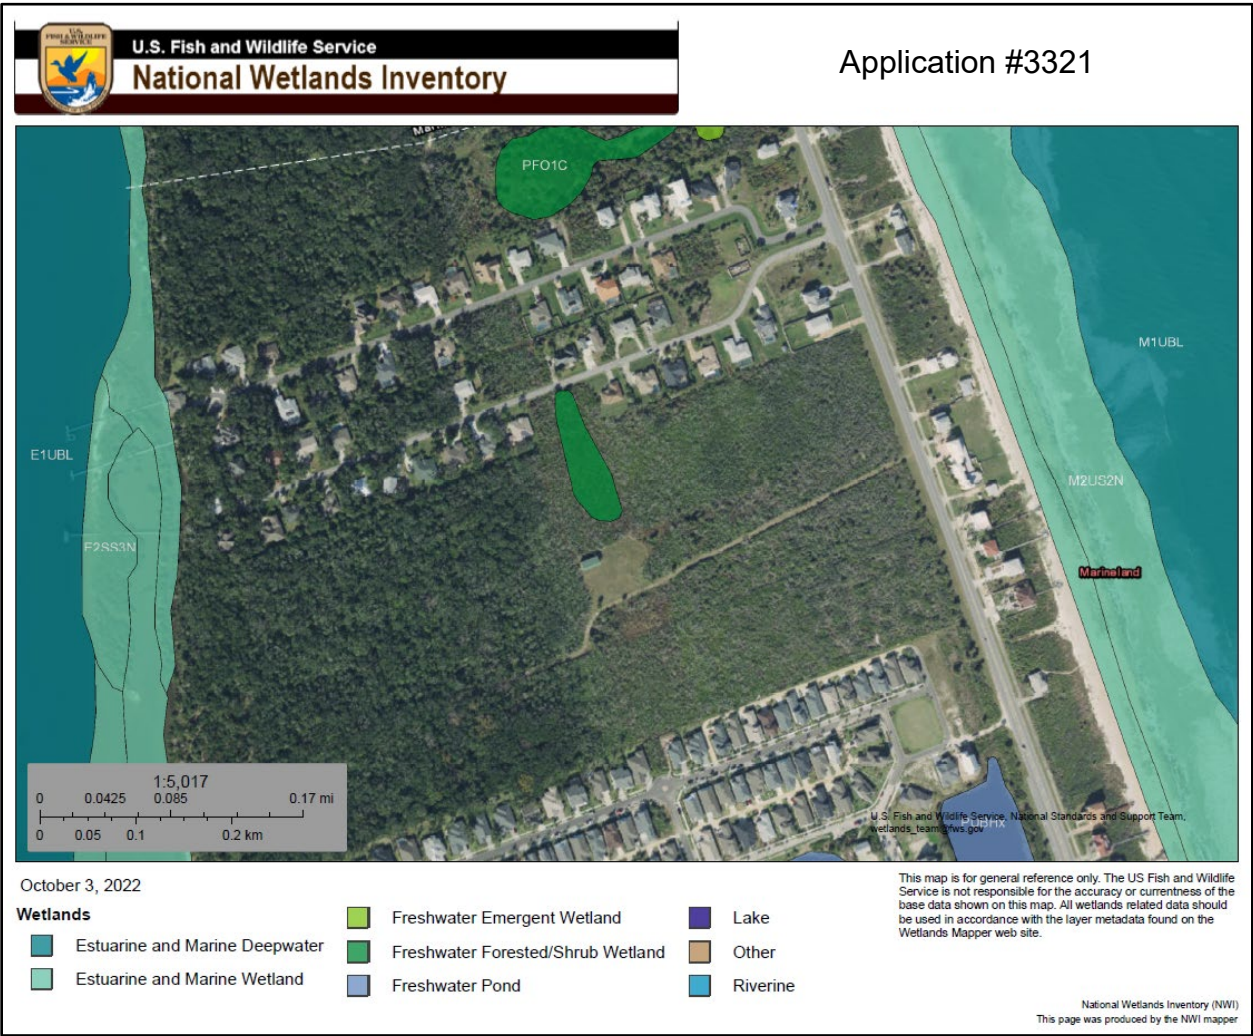 U.S.
FISH & WILDLIFE
SERVICE
U.S. Fish and Wildlife Service
National Wetlands Inventory
Application #3321
PFO1C
M1UBL
E1UBL
M2US2N
E2SS3N
Marineland
1:5,017
0 0.0425 0.085 0.17 mi
0 0.05 0.1 0.2 km
PUBHx
U.S. Fish and Wildlife Service, National Standards and Support Team,
wetlands_team@fws.gov
October 3, 2022
Wetlands
Estuarine and Marine Deepwater
Estuarine and Marine Wetland
Freshwater Emergent Wetland
Freshwater Forested/Shrub Wetland
Freshwater Pond
Lake
Other
Riverine
This map is for general reference only. The US Fish and Wildlife
Service is not responsible for the accuracy or currentness of the
base data shown on this map. All wetlands related data should
be used in accordance with the layer metadata found on the
Wetlands Mapper web site.
National Wetlands Inventory (NWI)
This page was produced by the NWI mapper